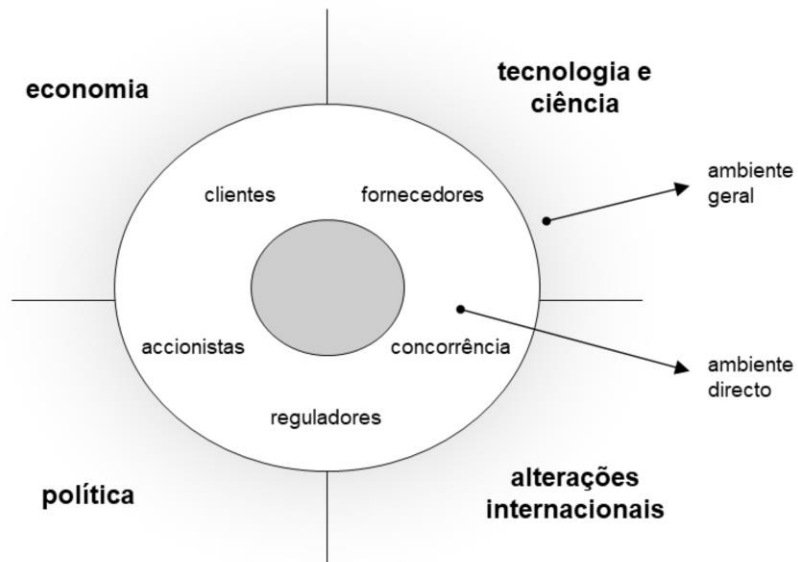 economia
tecnologia e
ciência
clientes
fornecedores
ambiente
geral
accionistas
concorrência
ambiente
directo
reguladores
política
alterações
internacionais